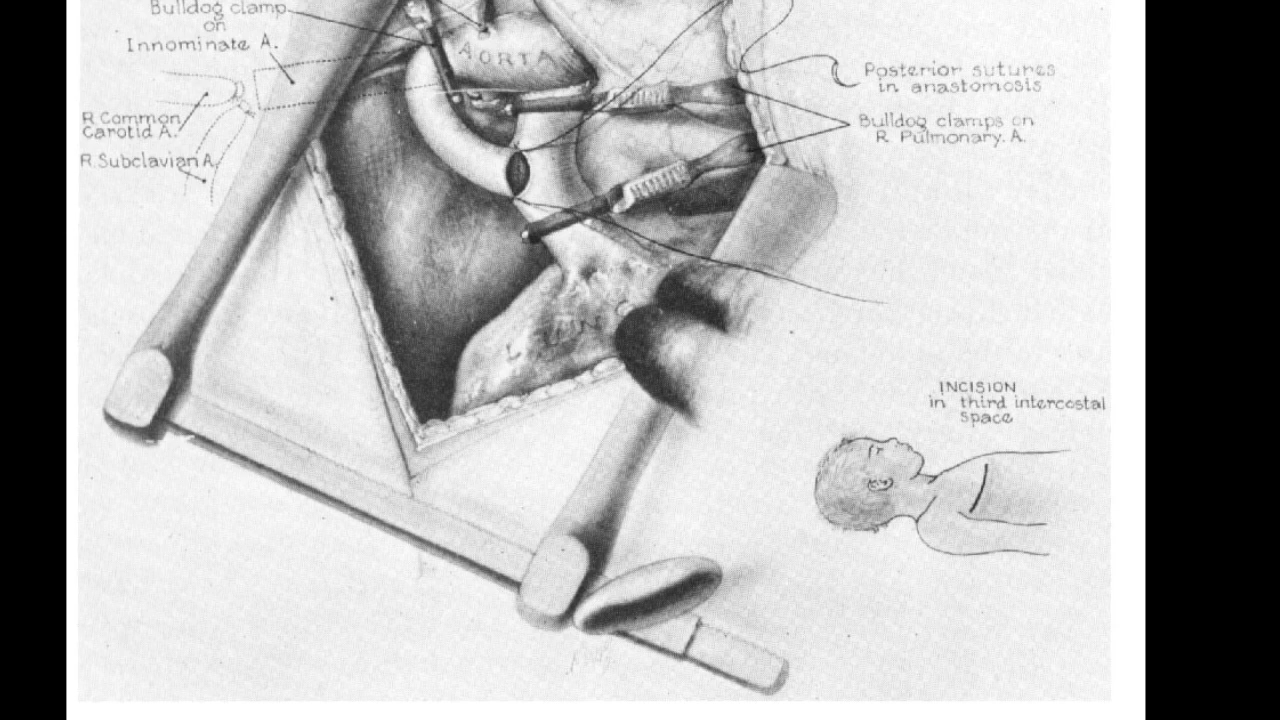 Bulldog clamp
on
Innominate A.
AORTA
R Common
Carotid A.
R.Subclavian A.
Posterior sutures
in anastomosis
Bulldog clamps on
R Pulmonary. A.
LUNG
INCISION
in third intercostal
space